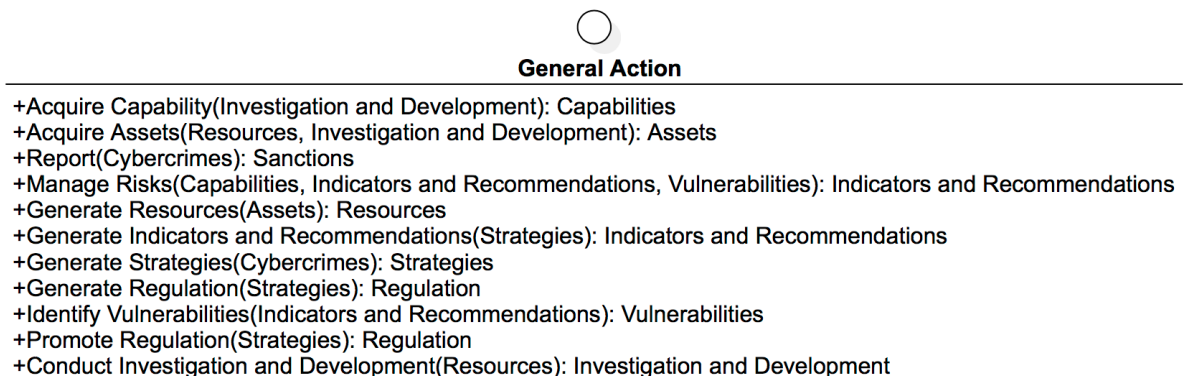 General Action
+Acquire Capability(Investigation and Development): Capabilities
+Acquire Assets(Resources, Investigation and Development): Assets
+Report(Cybercrimes): Sanctions
+Manage Risks(Capabilities, Indicators and Recommendations, Vulnerabilities): Indicators and Recommendations
+Generate Resources(Assets): Resources
+Generate Indicators and Recommendations(Strategies): Indicators and Recommendations
+Generate Strategies(Cybercrimes): Strategies
+Generate Regulation(Strategies): Regulation
+Identify Vulnerabilities(Indicators and Recommendations): Vulnerabilities
+Promote Regulation(Strategies): Regulation
+Conduct Investigation and Development(Resources): Investigation and Development